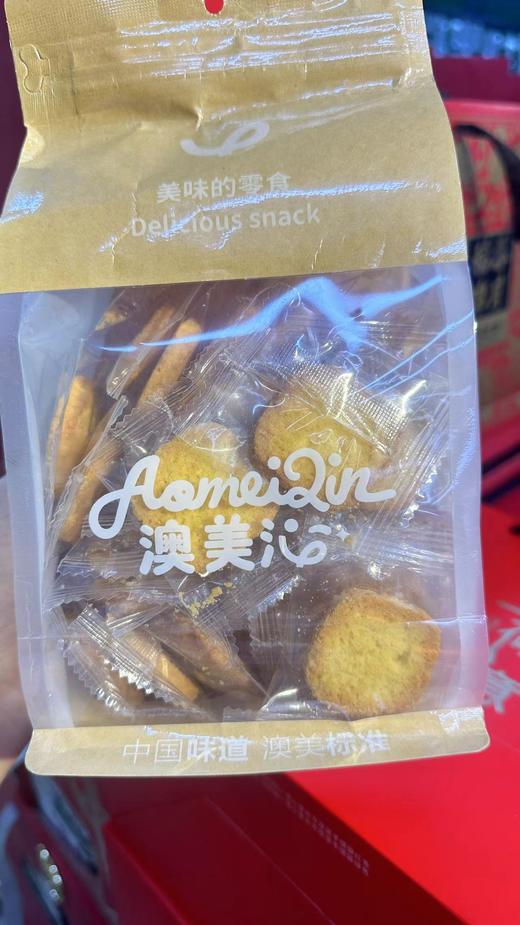 美味的零食
Delicious snack
AomeiQin
澳美沁
中国味道 澳美标准
食